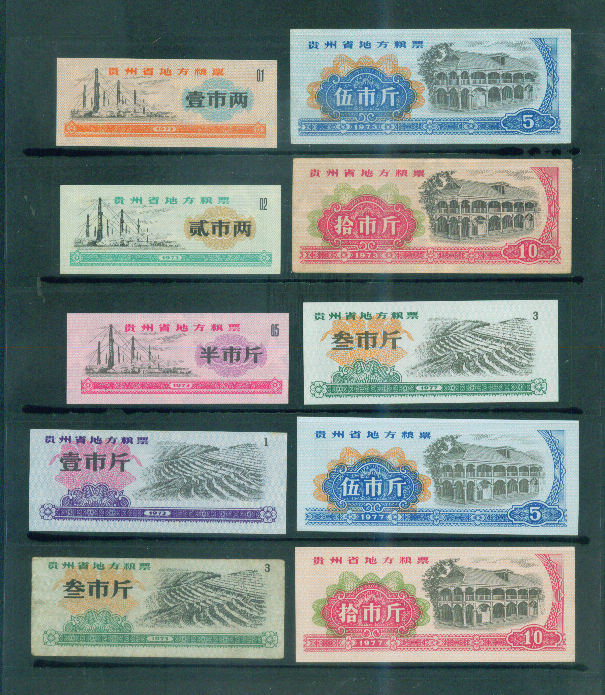 贵州省地方粮票
01
壹市两
1973
贵州省地方粮票
02
贰市两
1973
贵州省地方粮票
05
半市斤
1973
贵州省地方粮票
1
壹市斤
1973
贵州省地方粮票
3
叁市斤
1973
贵州省地方粮票
伍市斤
1973
5
贵州省地方粮票
拾市斤
1973
10
贵州省地方粮票
3
叁市斤
1977
贵州省地方粮票
伍市斤
1977
5
贵州省地方粮票
拾市斤
1977
10